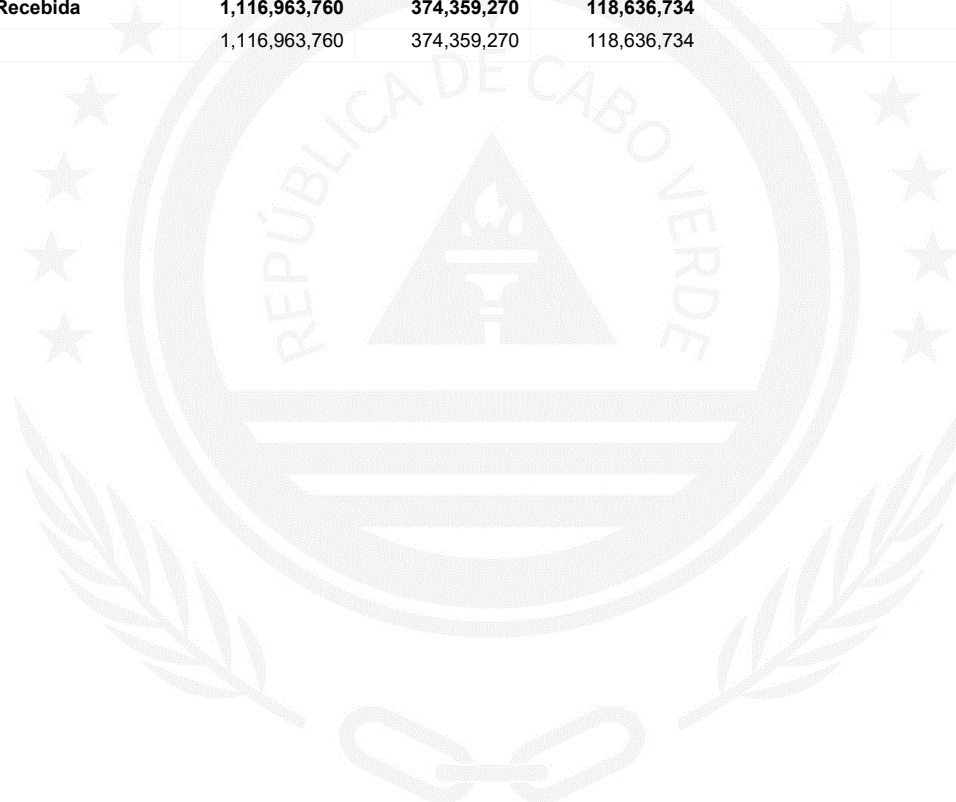 Recebida 1,116,963,760 374,359,270 118,636,734
1,116,963,760 374,359,270 118,636,734
REPÚBLICA DE CABO VERDE